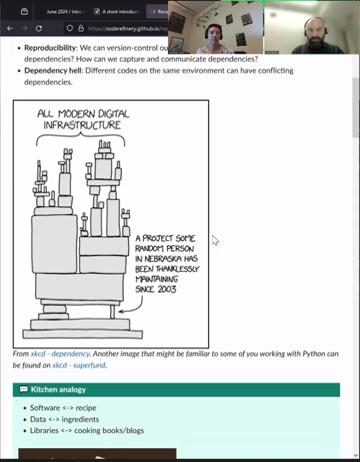 June 2024 / Intro
A short introduct
Rece
https://coderefinery.github.io/re
Reproducibility: We can version-control ou
dependencies? How can we capture and communicate dependencies?
Dependency hell: Different codes on the same environment can have conflicting
dependencies.
ALL MODERN DIGITAL
INFRASTRUCTURE
A PROJECT SOME
RANDOM PERSON
IN NEBRASKA HAS
BEEN THANKLESSLY
MAINTAINING
SINCE 2003
From xkcd - dependency. Another image that might be familiar to some of you working with Python can
be found on xkcd - superfund.
Kitchen analogy
Software <-> recipe
Data <-> ingredients
Libraries <-> cooking books/blogs